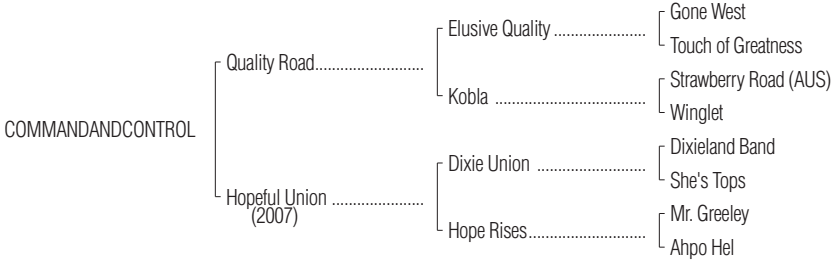 Gone West
Elusive Quality ......................
Touch of Greatness
Quality Road..........................
Strawberry Road (AUS)
Kobla ....................................
Winglet
COMMANDANDCONTROL
Dixieland Band
Dixie Union ..........................
She's Tops
Hopeful Union ......................
(2007)
Mr. Greeley
Hope Rises............................
Ahpo Hel